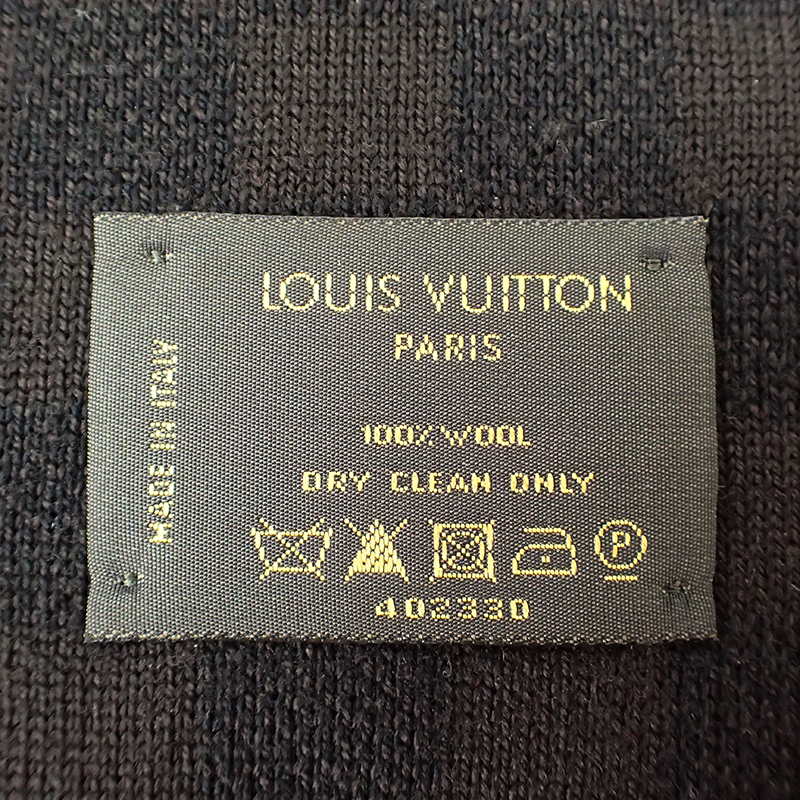 LOUIS VUITTON
PARIS
100% WOOL
DRY CLEAN ONLY
P
402330
MADE IN ITALY